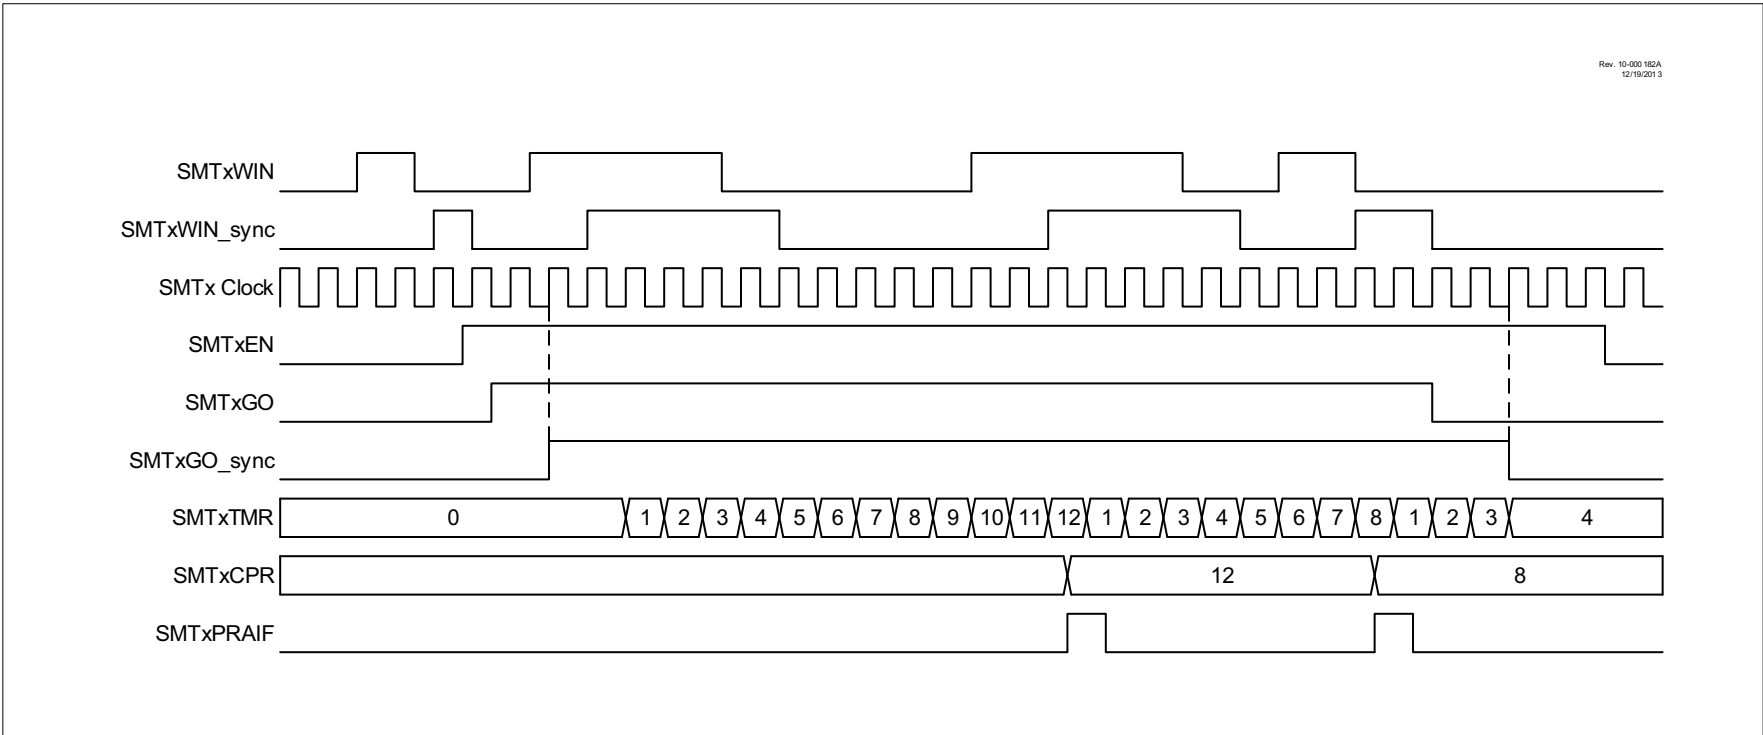 Rev. 10-000 182A
12/19/201 3
SMTxWIN
SMTxWIN_sync
SMTx Clock
SMTxEN
SMTxGO
SMTxGO_sync
SMTxTMR 0 1 2 3 4 5 6 7 8 9 10 11 12 1 2 3 4 5 6 7 8 1 2 3 4
SMTxCPR 12 8
SMTxPRAIF